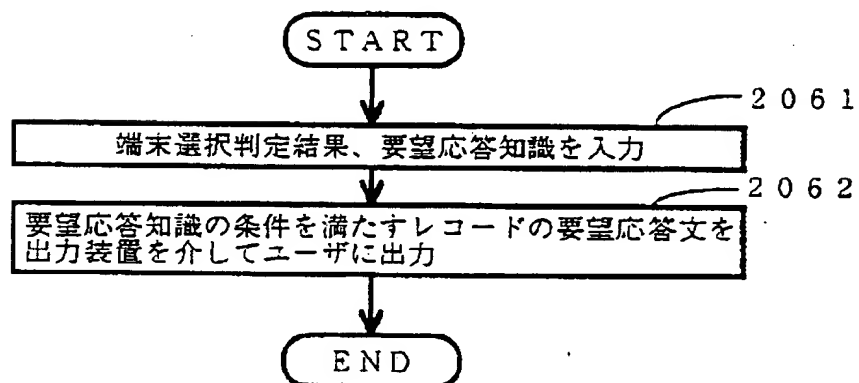 START
2061
端末選択判定結果、要望応答知識を入力
2062
要望応答知識の条件を満たすレコードの要望応答文を
出力装置を介してユーザに出力
END